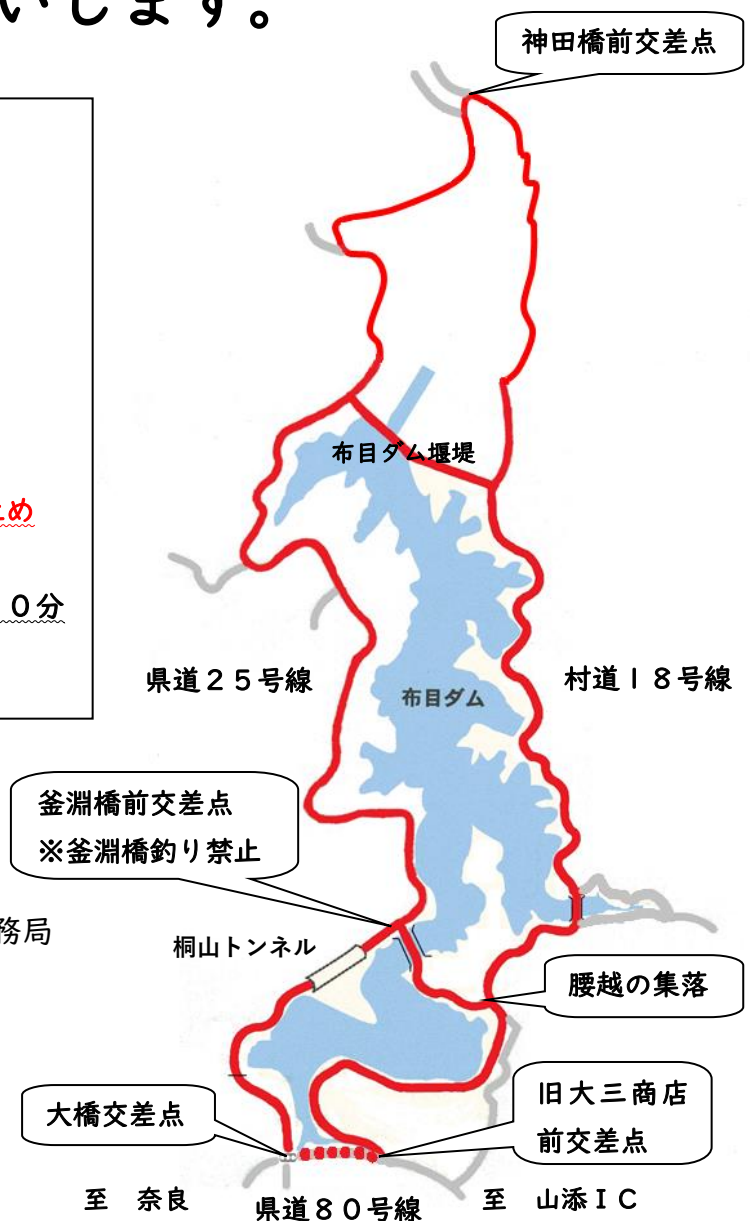 いします。
神田橋前交差点
布目ダム堰堤
め
０分
県道２５号線
布目ダム
村道１８号線
釜淵橋前交差点
※釜淵橋釣り禁止
務局
桐山トンネル
腰越の集落
大橋交差点
旧大三商店
前交差点
至　奈良
県道８０号線
至　山添ＩＣ